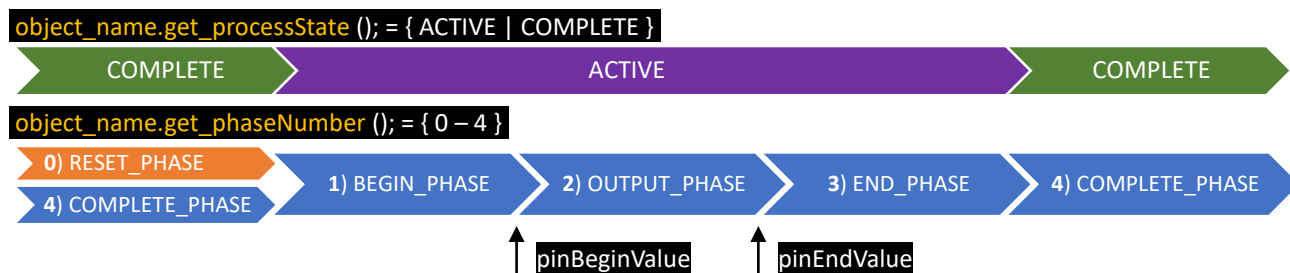 object_name.get_processState (); = { ACTIVE | COMPLETE }
COMPLETE ACTIVE COMPLETE
object_name.get_phaseNumber (); = { 0 – 4 }
0) RESET_PHASE
4) COMPLETE_PHASE
1) BEGIN_PHASE 2) OUTPUT_PHASE 3) END_PHASE 4) COMPLETE_PHASE
pinBeginValue pinEndValue